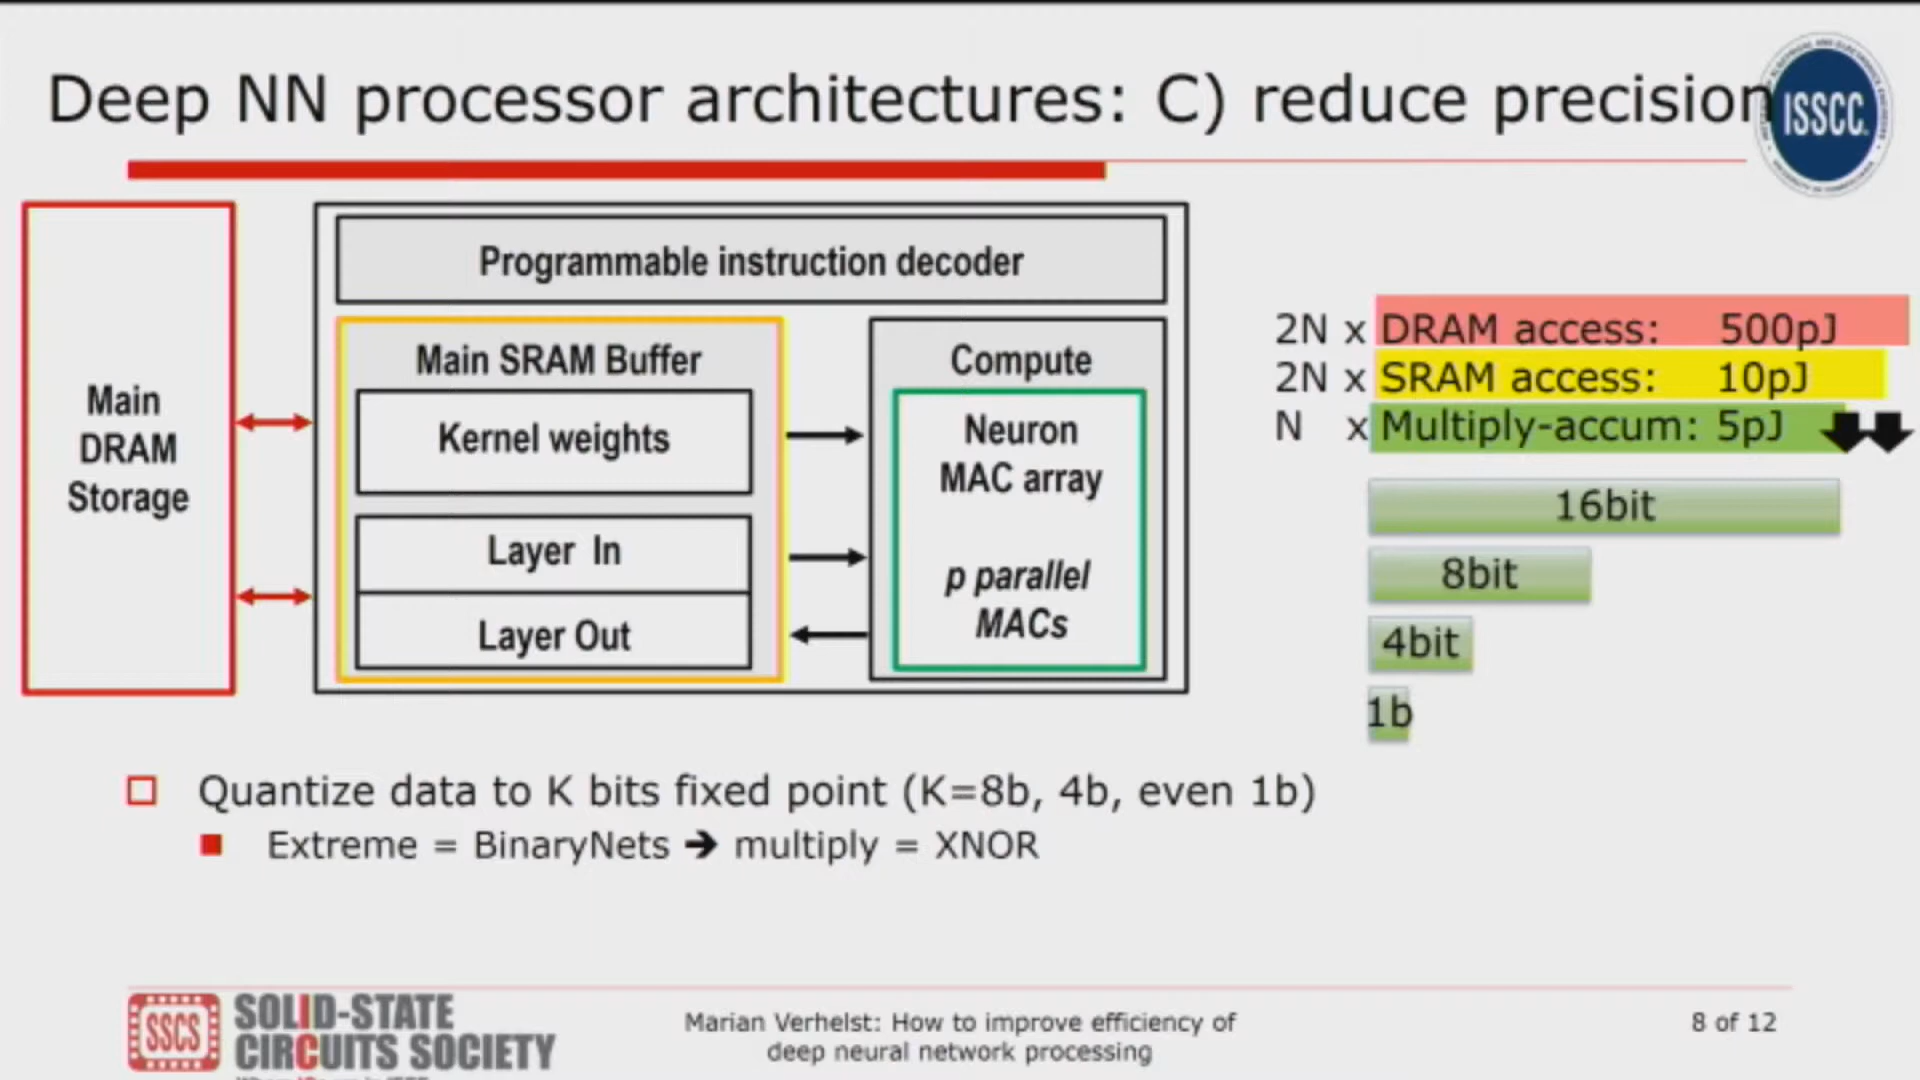 Deep NN processor architectures: C) reduce precision
ISSCC
Main
DRAM
Storage
Programmable instruction decoder
Main SRAM Buffer
Kernel weights
Layer In
Layer Out
Compute
Neuron
MAC array
p parallel
MACs
2N x DRAM access: 500pJ
2N x SRAM access: 10pJ
N x Multiply-accum: 5pJ
16bit
8bit
4bit
1b
Quantize data to K bits fixed point (K=8b, 4b, even 1b)
Extreme = BinaryNets ➔ multiply = XNOR
SSCS
SOLID-STATE
CIRCUITS SOCIETY
Marian Verhelst: How to improve efficiency of
deep neural network processing
8 of 12